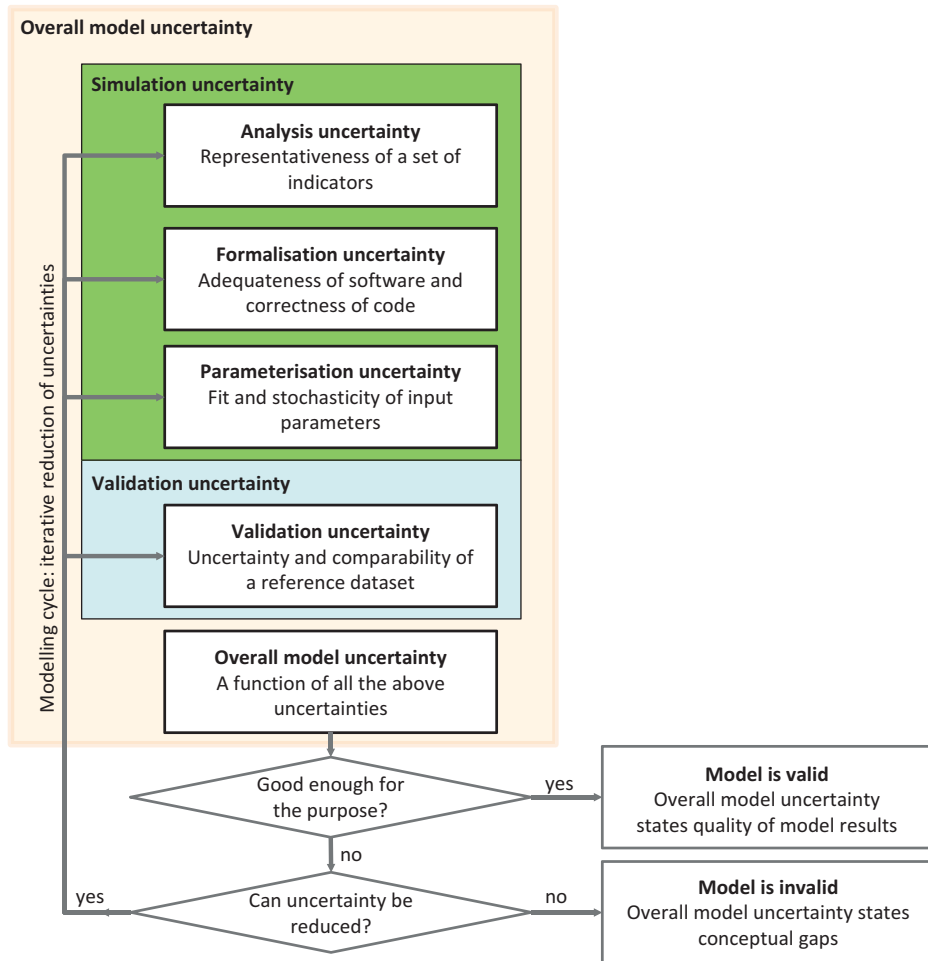 Overall model uncertainty
Simulation uncertainty
Analysis uncertainty
Representativeness of a set of
indicators
Formalisation uncertainty
Adequateness of software and
correctness of code
Parameterisation uncertainty
Fit and stochasticity of input
parameters
Validation uncertainty
Validation uncertainty
Uncertainty and comparability of
a reference dataset
Overall model uncertainty
A function of all the above
uncertainties
Modelling cycle: iterative reduction of uncertainties
Good enough for
the purpose?
yes
Model is valid
Overall model uncertainty
states quality of model results
no
Can uncertainty be
reduced?
yes
no
Model is invalid
Overall model uncertainty states
conceptual gaps